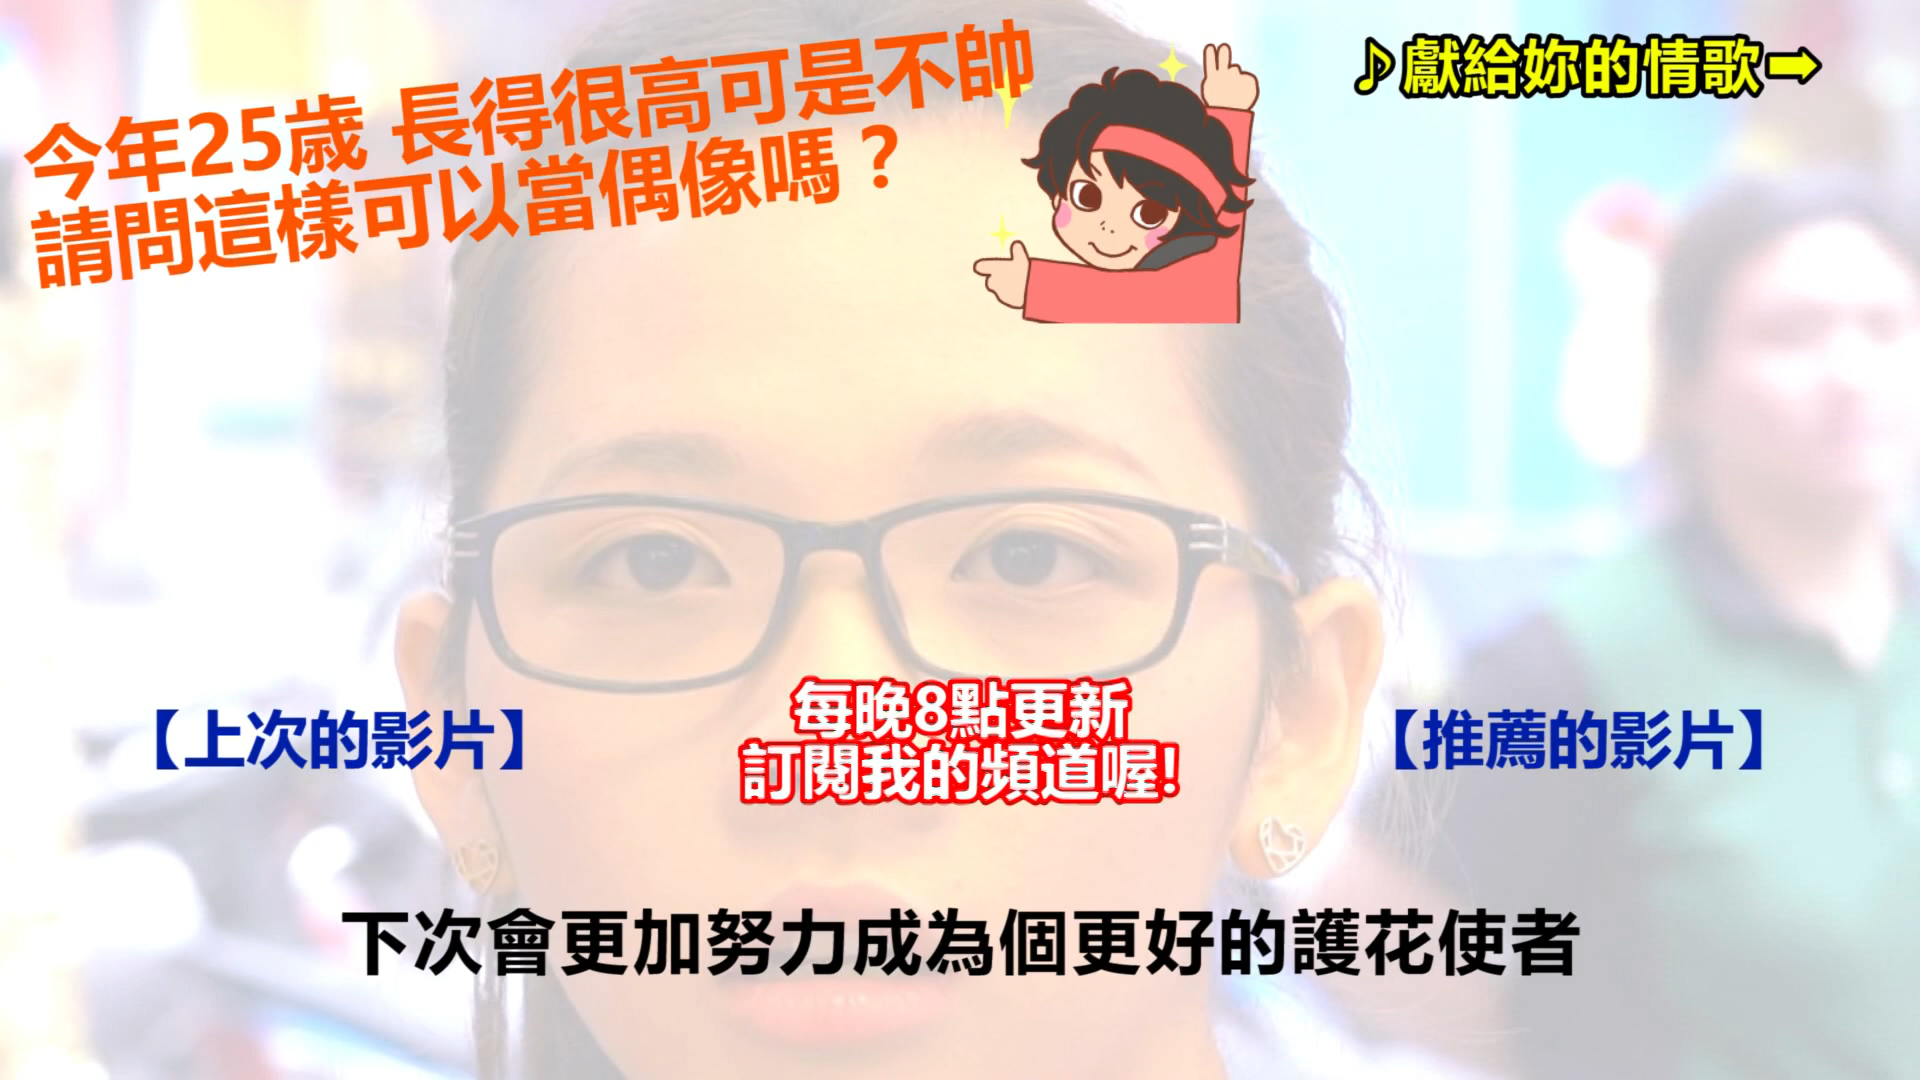 今年25歳 長得很高可是不帥
請問這樣可以當偶像嗎？
♪獻給妳的情歌➡
【上次的影片】
每晚8點更新
訂閱我的頻道喔!
【推薦的影片】
下次會更加努力成為個更好的護花使者